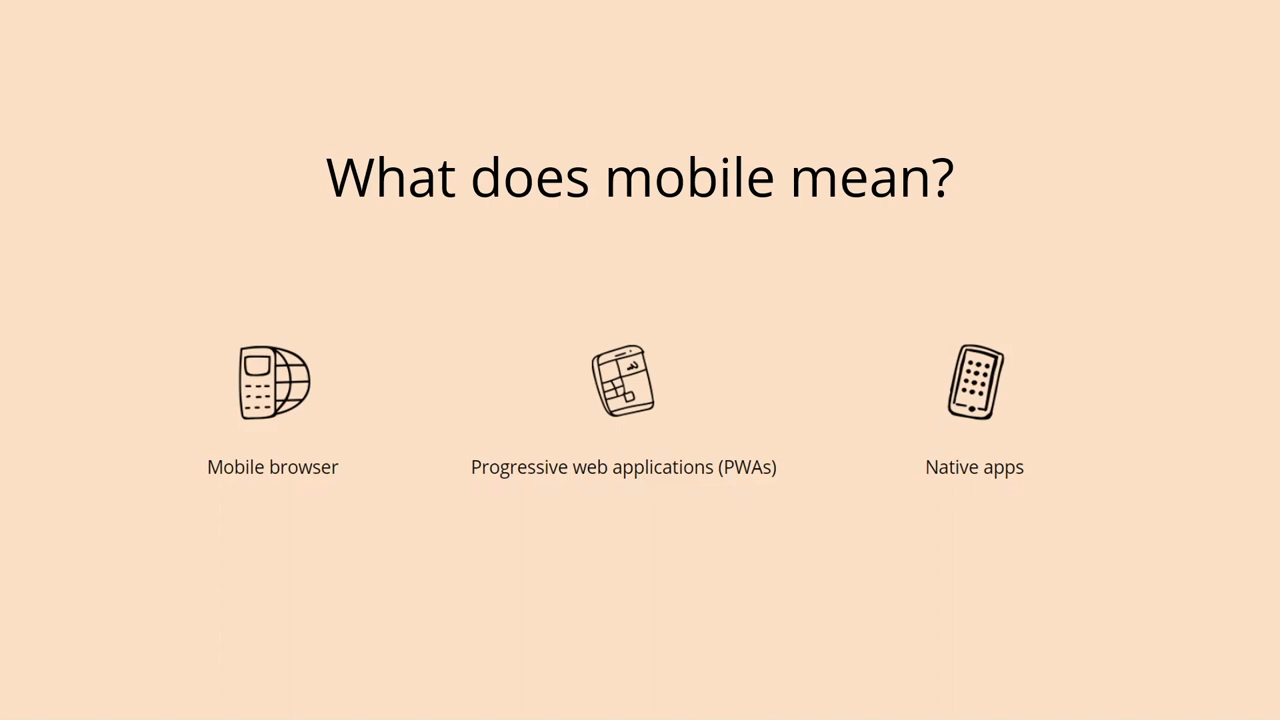 What does mobile mean?
Mobile browser
Progressive web applications (PWAs)
Native apps